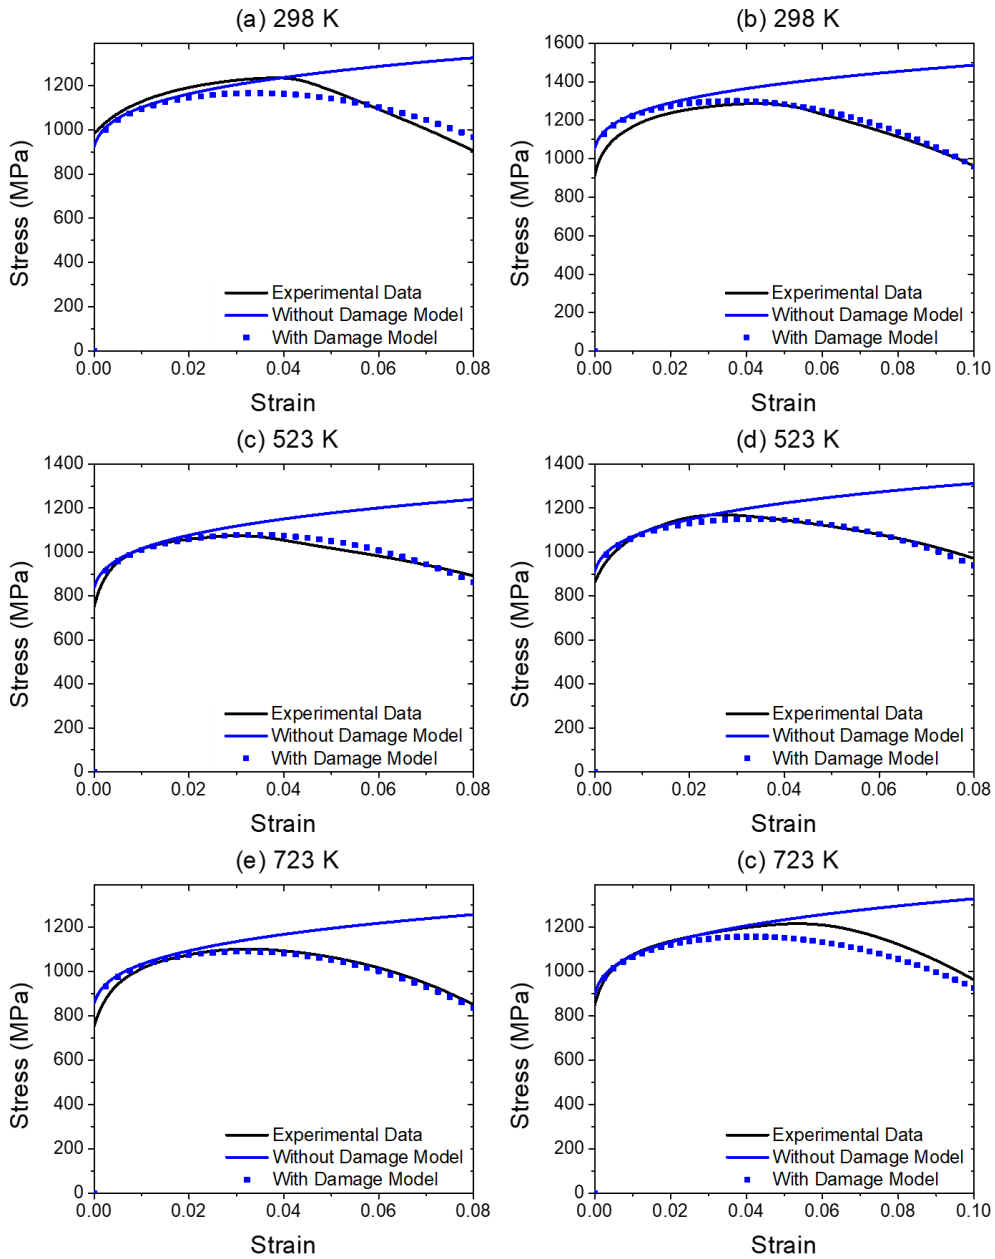 (a) 298 K
Stress (MPa)
1200
1000
800
600
400
200
0
Experimental Data
Without Damage Model
With Damage Model
0.00 0.02 0.04 0.06 0.08
Strain
(b) 298 K
Stress (MPa)
1600
1400
1200
1000
800
600
400
200
0
Experimental Data
Without Damage Model
With Damage Model
0.00 0.02 0.04 0.06 0.08 0.10
Strain
(c) 523 K
Stress (MPa)
1400
1200
1000
800
600
400
200
0
Experimental Data
Without Damage Model
With Damage Model
0.00 0.02 0.04 0.06 0.08
Strain
(d) 523 K
Stress (MPa)
1400
1200
1000
800
600
400
200
0
Experimental Data
Without Damage Model
With Damage Model
0.00 0.02 0.04 0.06 0.08
Strain
(e) 723 K
Stress (MPa)
1200
1000
800
600
400
200
0
Experimental Data
Without Damage Model
With Damage Model
0.00 0.02 0.04 0.06 0.08
Strain
(c) 723 K
Stress (MPa)
1200
1000
800
600
400
200
0
Experimental Data
Without Damage Model
With Damage Model
0.00 0.02 0.04 0.06 0.08 0.10
Strain